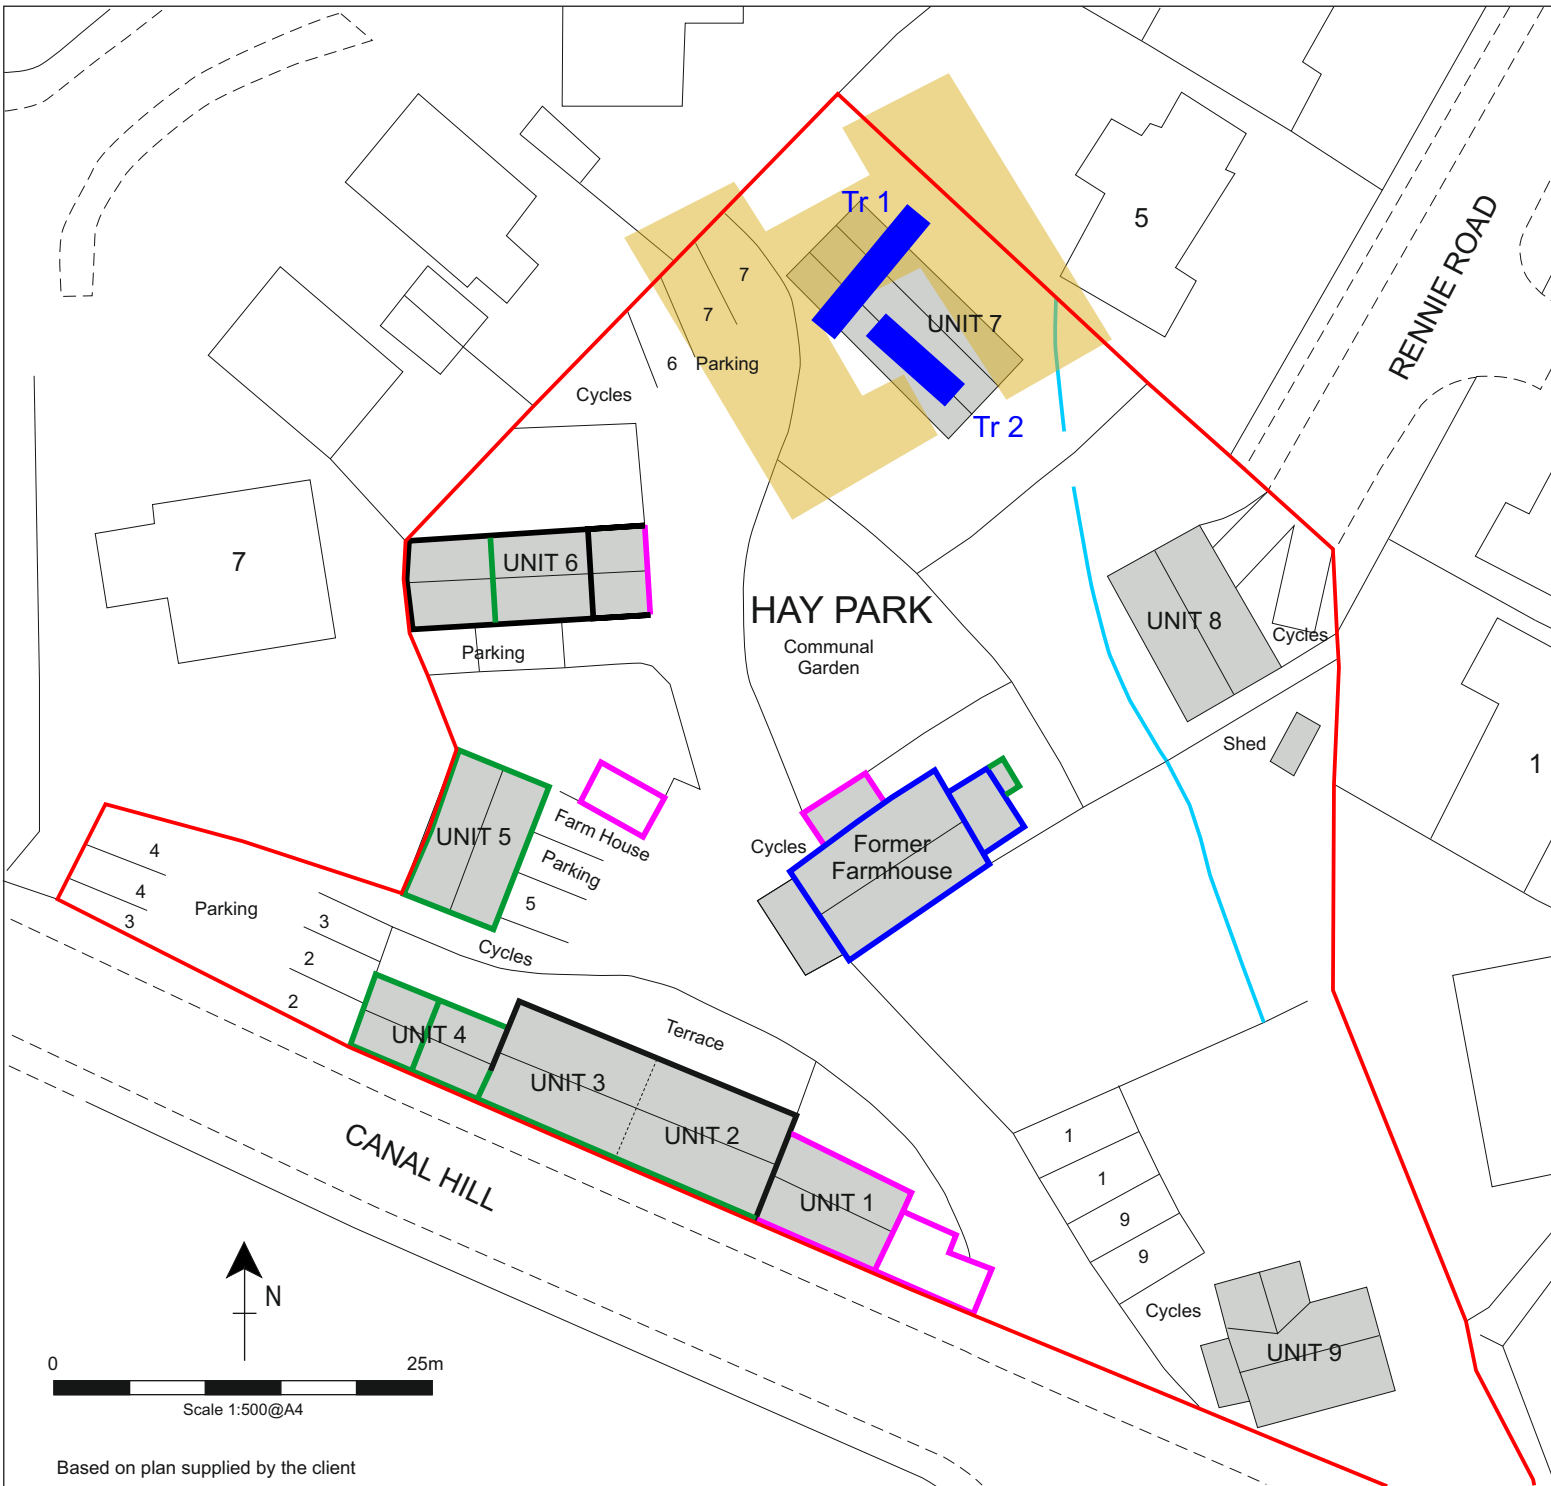 Tr 1
5
RENNIE ROAD
7
7
UNIT 7
6 Parking
Cycles
Tr 2
7
UNIT 6
HAY PARK
Communal
Garden
UNIT 8
Cycles
Parking
Shed
1
UNIT 5
Farm House
Parking
5
Cycles
Cycles
Former
Farmhouse
4
4
3
Parking
3
2
2
UNIT 4
Terrace
UNIT 3
UNIT 2
UNIT 1
CANAL HILL
1
1
9
9
Cycles
UNIT 9
N
0 25m
Scale 1:500@A4
Based on plan supplied by the client